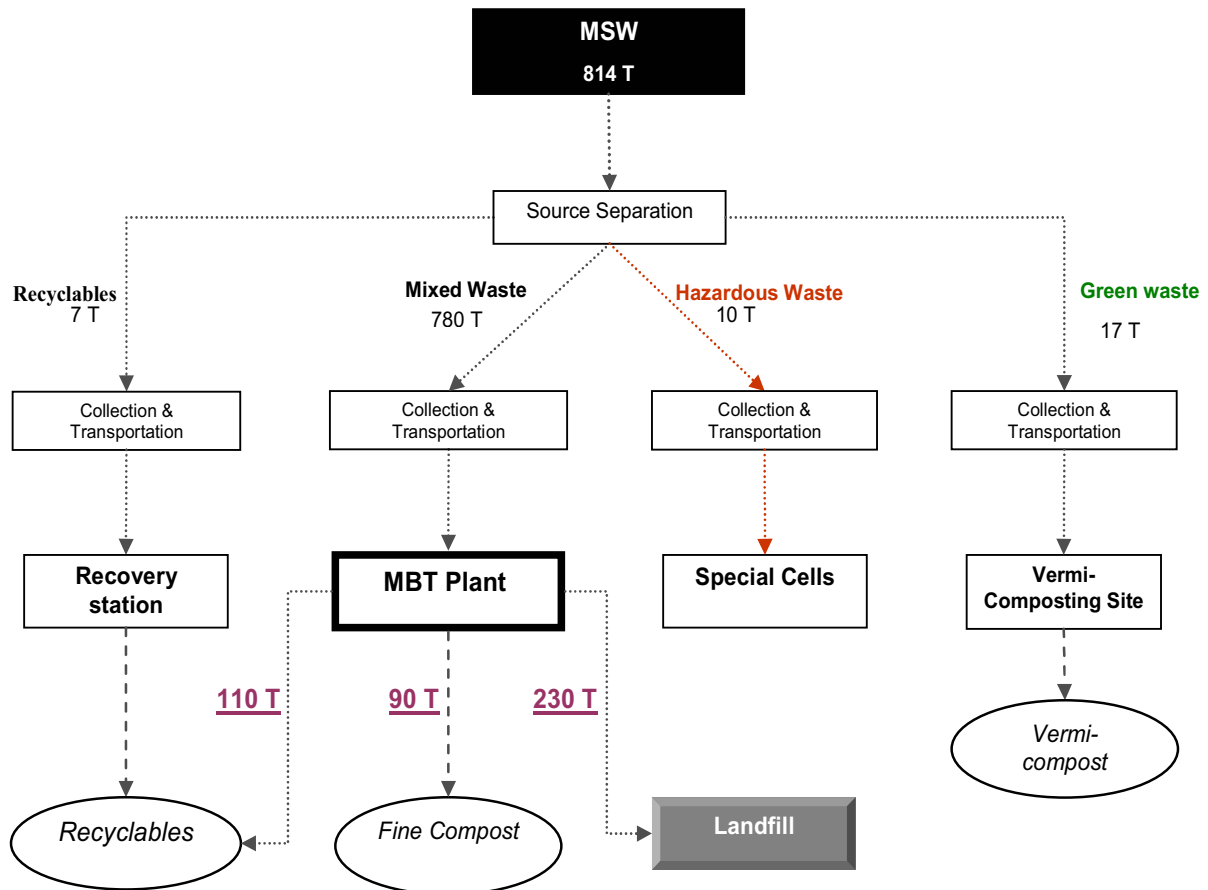 MSW
814 T
Source Separation
Recyclables
7 T
Mixed Waste
780 T
Hazardous Waste
10 T
Green waste
17 T
Collection &
Transportation
Collection &
Transportation
Collection &
Transportation
Collection &
Transportation
Recovery
station
MBT Plant
Special Cells
Vermi-
Composting Site
110 T
90 T
230 T
Vermi-
compost
Recyclables
Fine Compost
Landfill